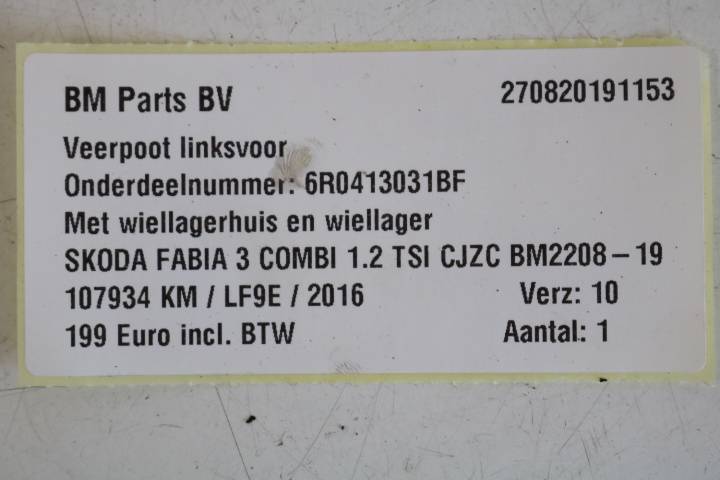 BM Parts BV 270820191153
Veerpoot linksvoor
Onderdeelnummer: 6R0413031BF
Met wiellagerhuis en wiellager
SKODA FABIA 3 COMBI 1.2 TSI CJZC BM2208-19
107934 KM / LF9E / 2016 Verz: 10
199 Euro incl. BTW Aantal: 1